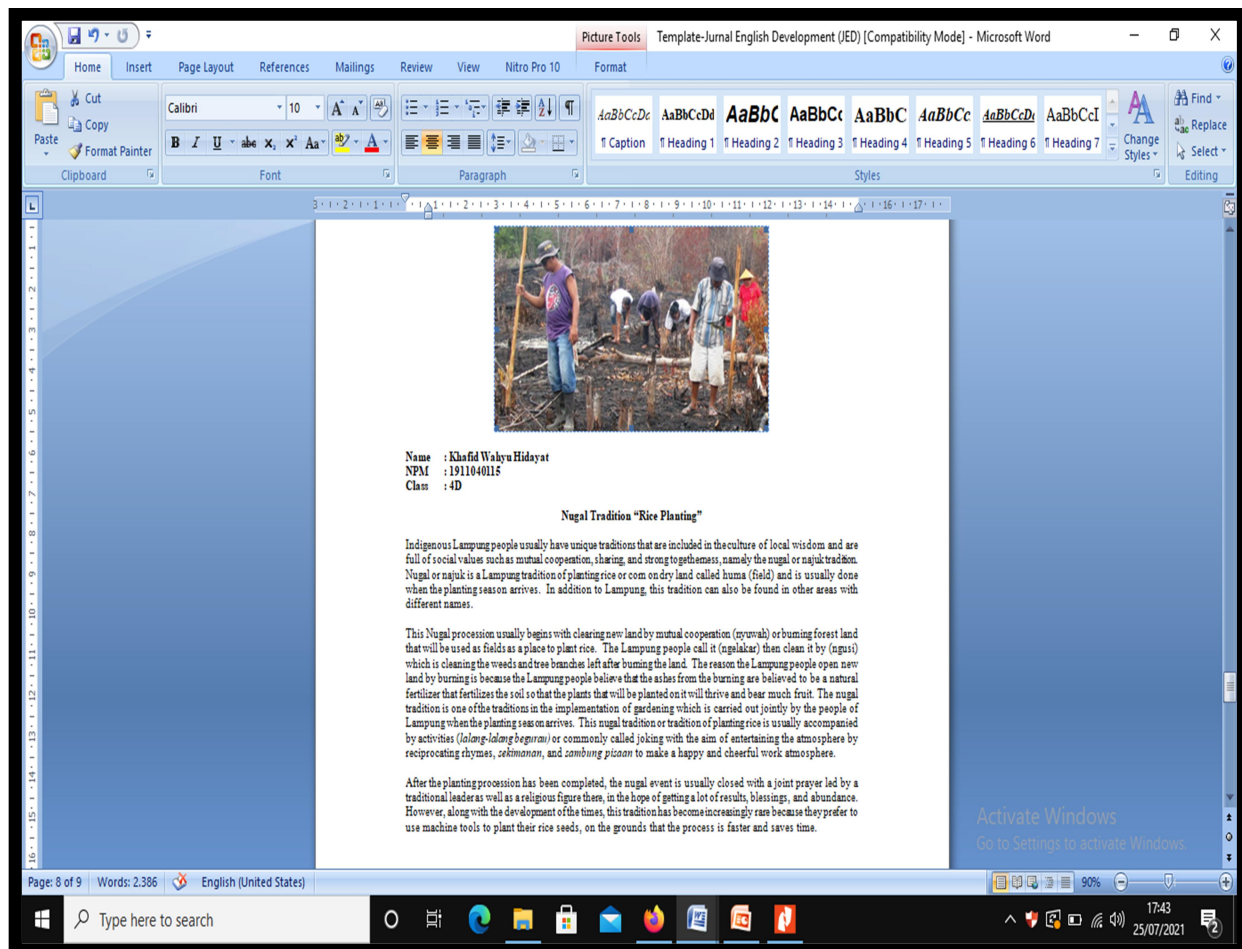 Picture Tools
Template-Jurnal English Development (JED) [Compatibility Mode] - Microsoft Word
Home Insert Page Layout References Mailings Review View Nitro Pro 10 Format
Paste
Cut
Copy
Format Painter
Clipboard
Calibri 10
Font
Paragraph
AaBbCcDc AaBbCcDd AaBbC AaBbCc AaBbC AaBbCc AaBbCcDc AaBbCcI
¶ Caption ¶ Heading 1 ¶ Heading 2 ¶ Heading 3 ¶ Heading 4 ¶ Heading 5 ¶ Heading 6 ¶ Heading 7
Change Styles
Styles
Find
Replace
Select
Editing
Name : Khafid Wahyu Hidayat
NPM : 1911040115
Class : 4D
Nugal Tradition “Rice Planting”
Indigenous Lampung people usually have unique traditions that are included in the culture of local wisdom and are
full of social values such as mutual cooperation, sharing, and strong togetherness, namely the nugal or najuk tradition.
Nugal or najuk is a Lampung tradition of planting rice or corn on dry land called huma (field) and is usually done
when the planting season arrives. In addition to Lampung, this tradition can also be found in other areas with
different names.
This Nugal procession usually begins with clearing new land by mutual cooperation (nyuwah) or burning forest land
that will be used as fields as a place to plant rice. The Lampung people call it (ngelakar) then clean it by (ngusi)
which is cleaning the weeds and tree branches left after burning the land. The reason the Lampung people open new
land by burning is because the Lampung people believe that the ashes from the burning are believed to be a natural
fertilizer that fertilizes the soil so that the plants that will be planted on it will thrive and bear much fruit. The nugal
tradition is one of the traditions in the implementation of gardening which is carried out jointly by the people of
Lampung when the planting season arrives. This nugal tradition or tradition of planting rice is usually accompanied
by activities (lalang-lalang begurau) or commonly called joking with the aim of entertaining the atmosphere by
reciprocating rhymes, sekimanan, and sambung pisaan to make a happy and cheerful work atmosphere.
After the planting procession has been completed, the nugal event is usually closed with a joint prayer led by a
traditional leader as well as a religious figure there, in the hope of getting a lot of results, blessings, and abundance.
However, along with the development of the times, this tradition has become increasingly rare because they prefer to
use machine tools to plant their rice seeds, on the grounds that the process is faster and saves time.
Activate Windows
Go to Settings to activate Windows.
Page: 8 of 9 Words: 2.386 English (United States) 90%
Type here to search
17:43
25/07/2021